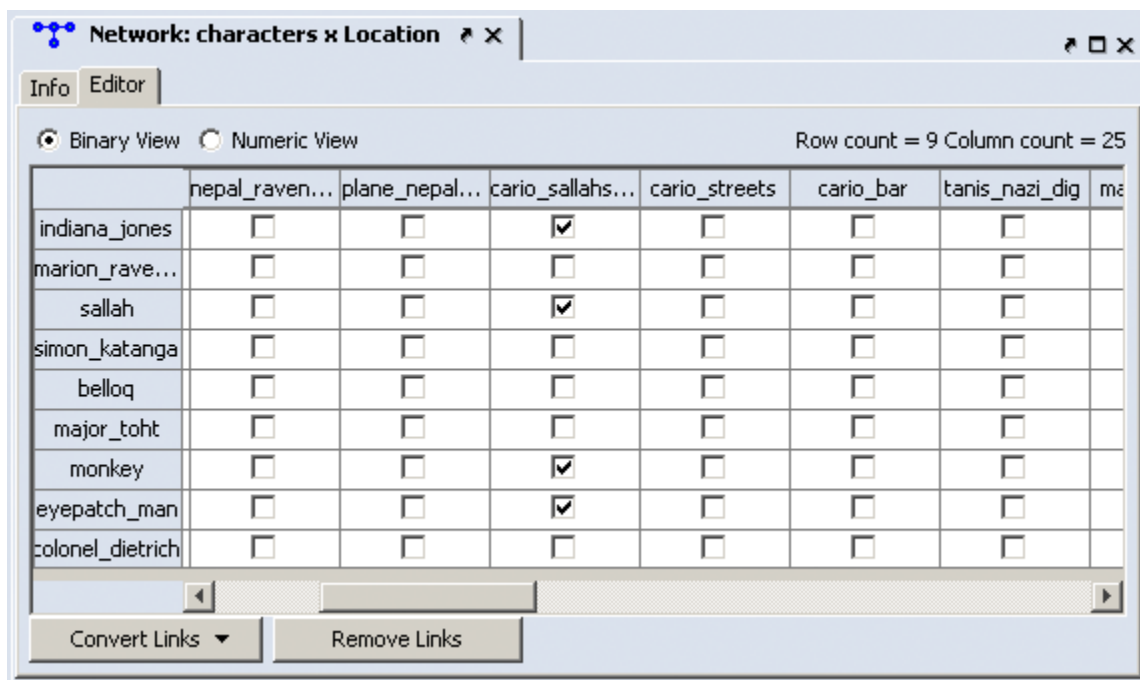 Network: characters x Location
Info Editor
Binary View Numeric View Row count = 9 Column count = 25
nepal_raven... plane_nepal... cario_sallahs... cario_streets cario_bar tanis_nazi_dig ma
indiana_jones
marion_rave...
sallah
simon_katanga
belloq
major_toht
monkey
eyepatch_man
colonel_dietrich
Convert Links Remove Links